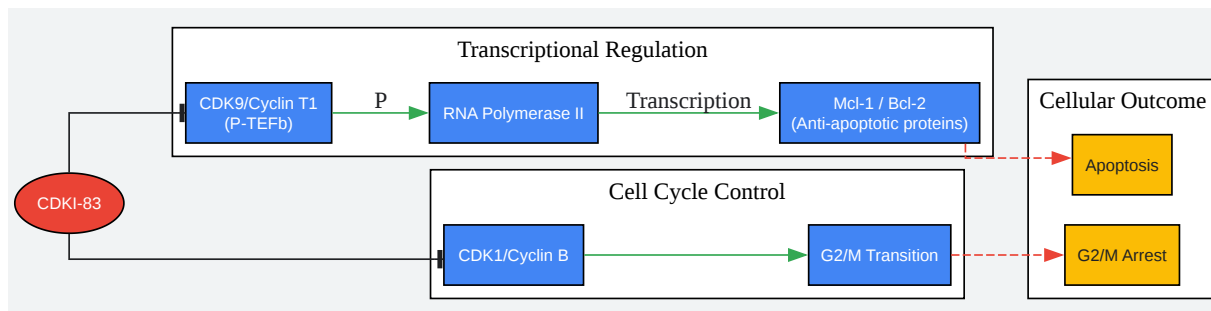 Transcriptional Regulation
CDK9/Cyclin T1
(P-TEFb)
P
RNA Polymerase II
Transcription
Mcl-1 / Bcl-2
(Anti-apoptotic proteins)
Cellular Outcome
Apoptosis
CDKI-83
Cell Cycle Control
CDK1/Cyclin B
G2/M Transition
G2/M Arrest